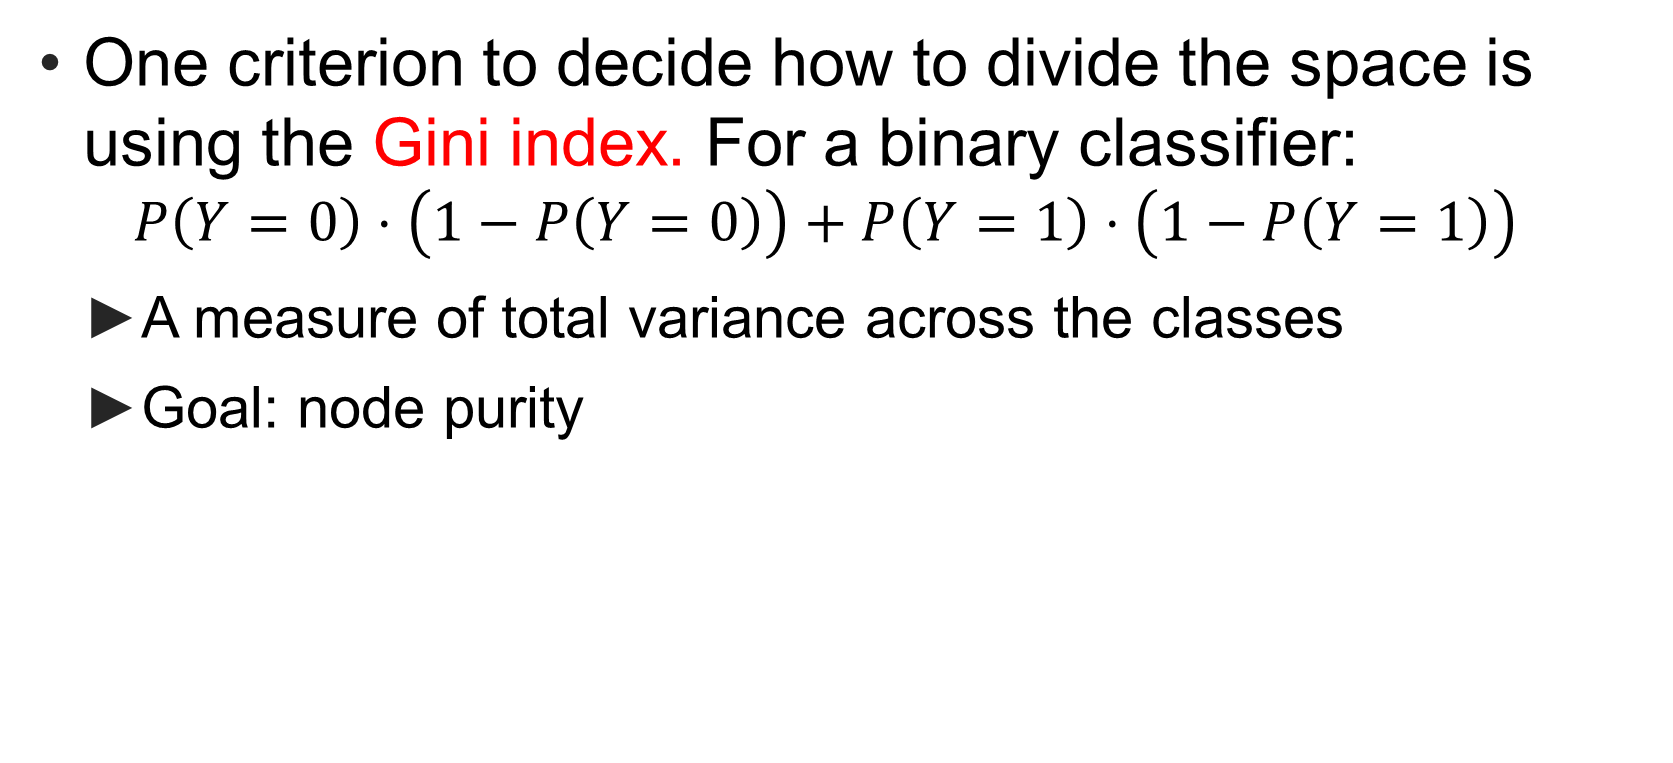 • One criterion to decide how to divide the space is
using the Gini index. For a binary classifier:
P(Y = 0) · (1 − P(Y = 0)) + P(Y = 1) · (1 − P(Y = 1))
►A measure of total variance across the classes
►Goal: node purity